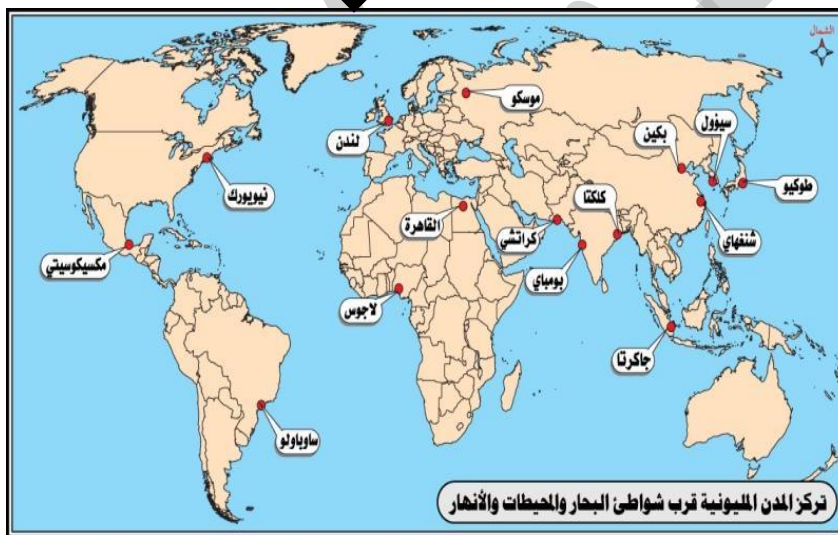 الشمال
موسكو
لندن
سيؤول
بكين
طوكيو
نيويورك
كلكتا
القاهرة
كراتشي
شنغهاي
مكسيكوسيتي
بومباي
لاجوس
جاكرتا
ساوباولو
تركز المدن المليونية قرب شواطئ البحار والمحيطات والأنهار